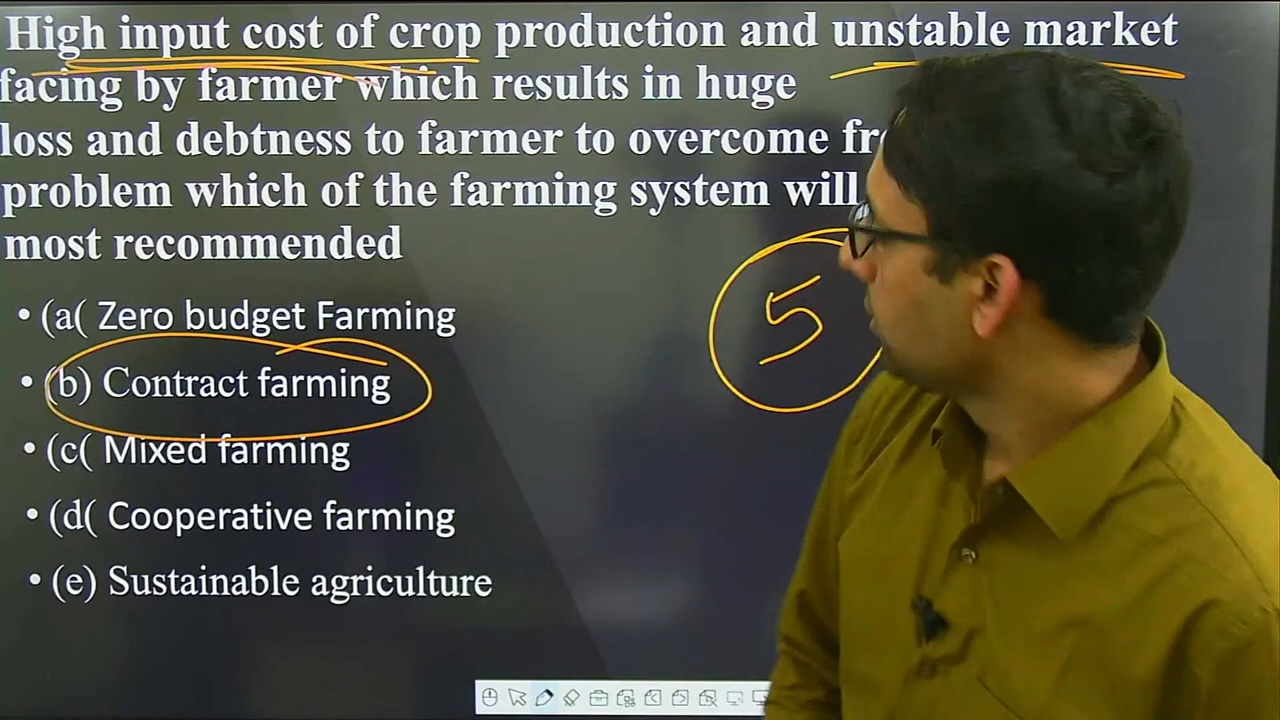 High input cost of crop production and unstable market
facing by farmer which results in huge
loss and debtness to farmer to overcome
problem which of the farming system will
most recommended
• (a( Zero budget Farming
• (b) Contract farming
• (c( Mixed farming
• (d( Cooperative farming
• (e) Sustainable agriculture
5